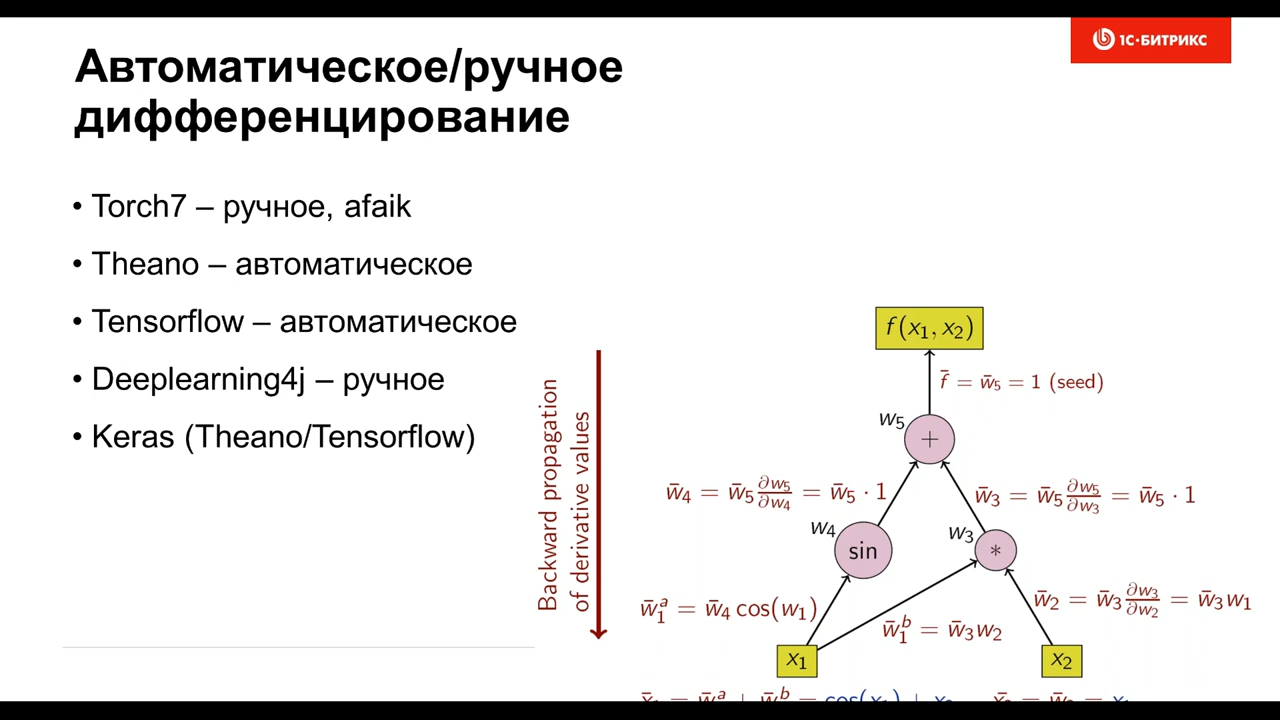 1С·БИТРИКС
Автоматическое/ручное
дифференцирование
• Torch7 – ручное, afaik
• Theano – автоматическое
• Tensorflow – автоматическое
• Deeplearning4j – ручное
• Keras (Theano/Tensorflow)
Backward propagation
of derivative values
f(x₁, x₂)
f̄ = w̄₅ = 1 (seed)
w₅
+
w̄₄ = w̄₅ ∂w₅/∂w₄ = w̄₅ · 1
w̄₃ = w̄₅ ∂w₅/∂w₃ = w̄₅ · 1
w₄
sin
w₃
*
w̄₁ᵃ = w̄₄ cos(w₁)
w̄₁ᵇ = w̄₃w₂
w̄₂ = w̄₃ ∂w₃/∂w₂ = w̄₃w₁
x₁
x₂